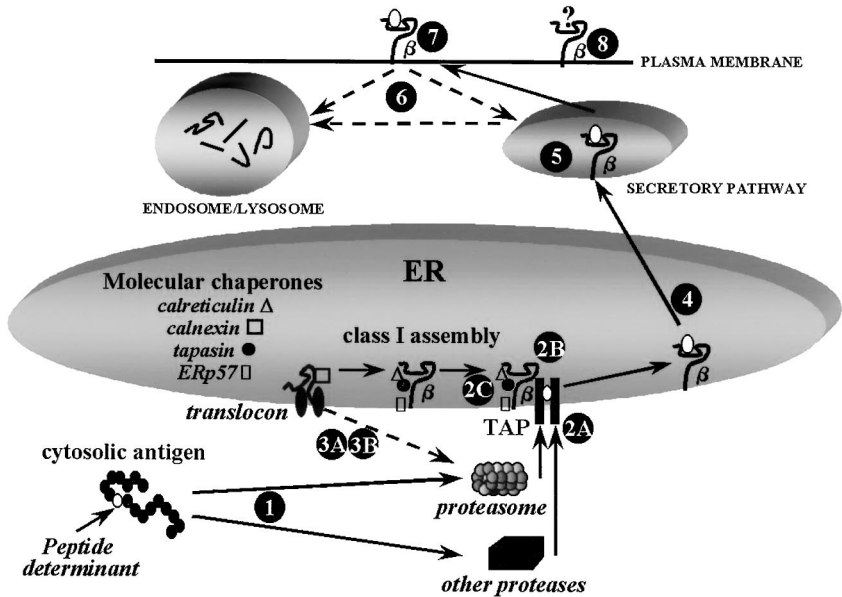 ?
7
β
8
β
PLASMA MEMBRANE
6
5
β
ENDOSOME/LYSOSOME
SECRETORY PATHWAY
ER
Molecular chaperones
calreticulin Δ
calnexin □
tapasin ●
ERp57 ▯
4
class I assembly
2B
Δ
β
2C
Δ
β
β
translocon
TAP
2A
3A 3B
cytosolic antigen
1
proteasome
Peptide
determinant
other proteases